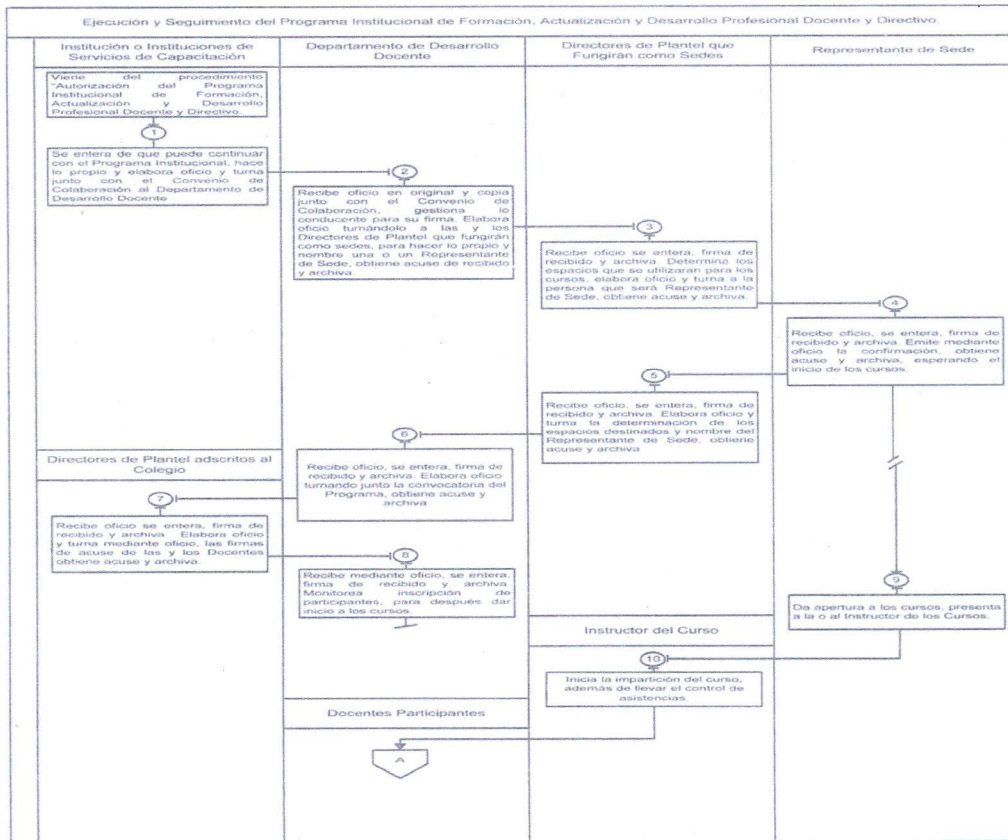 Ejecución y Seguimiento del Programa Institucional de Formación, Actualización y Desarrollo Profesional Docente y Directivo.
Institución o Instituciones de
Servicios de Capacitación
Departamento de Desarrollo
Docente
Directores de Plantel que
Fungirán como Sedes
Representante de Sede
Viene del procedimiento
"Autorización del Programa
Institucional de Formación,
Actualización y Desarrollo
Profesional Docente y Directivo.
1
Se entera de que puede continuar
con el Programa Institucional, hace
lo propio y elabora oficio y turna
junto con el Convenio de
Colaboración al Departamento de
Desarrollo Docente
2
Recibe oficio en original y copia
junto con el Convenio de
Colaboración, gestiona lo
conducente para su firma. Elabora
oficio turnándolo a las y los
Directores de Plantel que fungirán
como sedes, para hacer lo propio y
nombre una o un Representante
de Sede, obtiene acuse de recibido
y archiva.
3
Recibe oficio se entera, firma de
recibido y archiva. Determina los
espacios que se utilizaran para los
cursos, elabora oficio y turna a la
persona que será Representante
de Sede, obtiene acuse y archiva.
4
Recibe oficio, se entera, firma de
recibido y archiva. Emite mediante
oficio la confirmación, obtiene
acuse y archiva, esperando el
inicio de los cursos.
5
Recibe oficio, se entera, firma de
recibido y archiva. Elabora oficio y
turna la determinación de los
espacios destinados y nombre del
Representante de Sede, obtiene
acuse y archiva
6
Recibe oficio, se entera, firma de
recibido y archiva. Elabora oficio
turnando junto la convocatoria del
Programa, obtiene acuse y
archiva
Directores de Plantel adscritos al
Colegio
7
Recibe oficio se entera, firma de
recibido y archiva. Elabora oficio
y turna mediante oficio, las firmas
de acuse de las y los Docentes
obtiene acuse y archiva.
8
Recibe mediante oficio, se entera,
firma de recibido y archiva.
Monitorea inscripción de
participantes, para después dar
inicio a los cursos.
9
Da apertura a los cursos, presenta
a la o al Instructor de los Cursos.
Instructor del Curso
10
Inicia la impartición del curso,
además de llevar el control de
asistencias.
Docentes Participantes
A